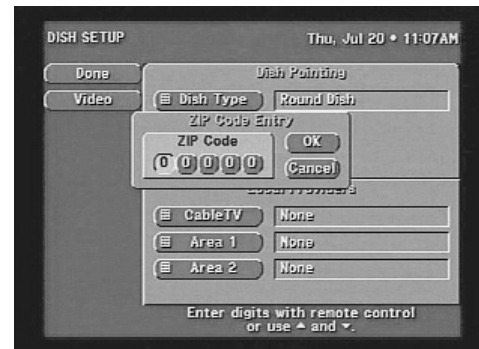 DISH SETUP
Thu, Jul 20 • 11:07AM
Done
Dish Pointing
Video
Dish Type
Round Dish
ZIP Code Entry
ZIP Code
OK
0 0 0 0 0
Cancel
Local Providers
CableTV
None
Area 1
None
Area 2
None
Enter digits with remote control
or use ▲ and ▼.